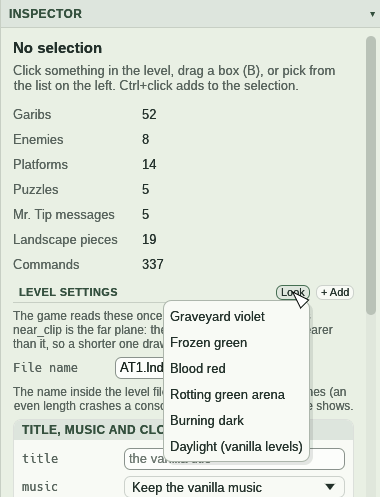 INSPECTOR
No selection
Click something in the level, drag a box (B), or pick from
the list on the left. Ctrl+click adds to the selection.
Garibs 52
Enemies 8
Platforms 14
Puzzles 5
Mr. Tip messages 5
Landscape pieces 19
Commands 337
LEVEL SETTINGS Look + Add
The game reads these once
near_clip is the far plane: the
than it, so a shorter one
File name AT1.Ind
The name inside the level (an
even length crashes a shows.
Graveyard violet
Frozen green
Blood red
Rotting green arena
Burning dark
Daylight (vanilla levels)
TITLE, MUSIC AND
title the
music Keep the vanilla music